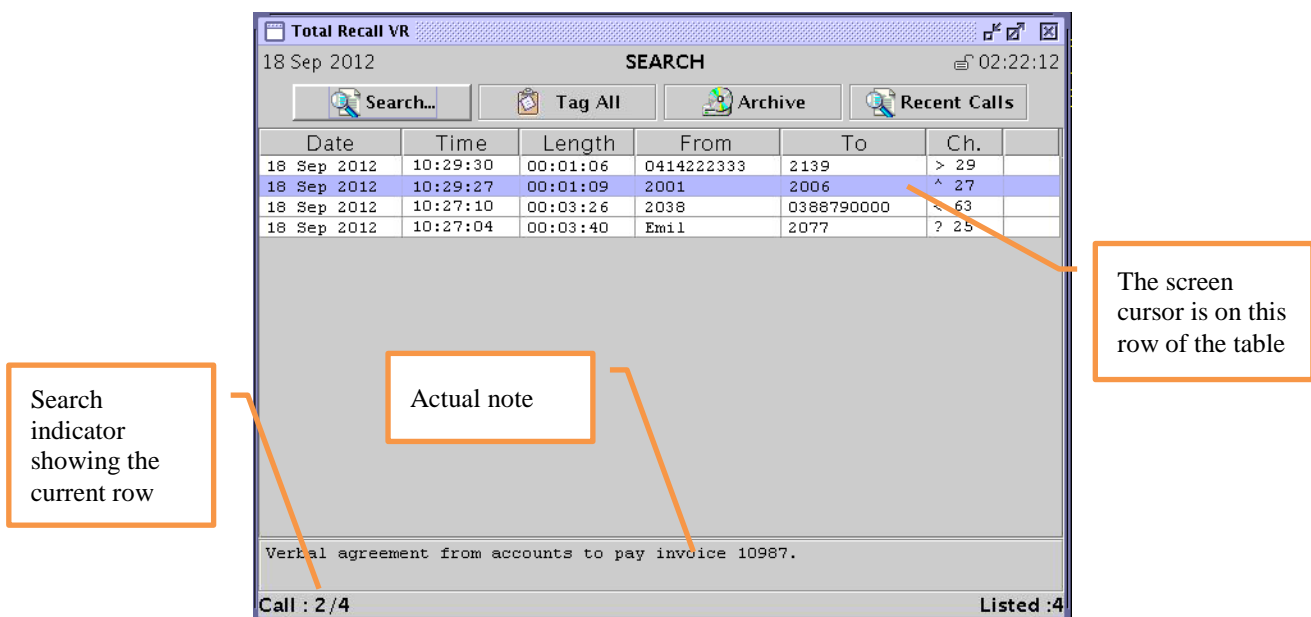 Total Recall VR
18 Sep 2012 SEARCH 02:22:12
Search... Tag All Archive Recent Calls
Date Time Length From To Ch.
18 Sep 2012 10:29:30 00:01:06 0414222333 2139 > 29
18 Sep 2012 10:29:27 00:01:09 2001 2006 ^ 27
18 Sep 2012 10:27:10 00:03:26 2038 0388790000 < 63
18 Sep 2012 10:27:04 00:03:40 Emil 2077 ? 25
The screen
cursor is on this
row of the table
Actual note
Search
indicator
showing the
current row
Verbal agreement from accounts to pay invoice 10987.
Call : 2/4 Listed :4